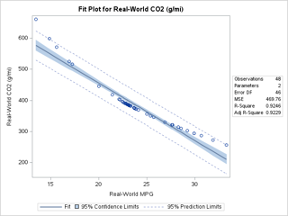 Fit Plot for Real-World CO2 (g/mi)
Real-World CO2 (g/mi)
600
500
400
300
200
15
20
25
30
Real-World MPG
Observations 48
Parameters 2
Error DF 46
MSE 469.76
R-Square 0.9246
Adj R-Square 0.9229
Fit
95% Confidence Limits
95% Prediction Limits